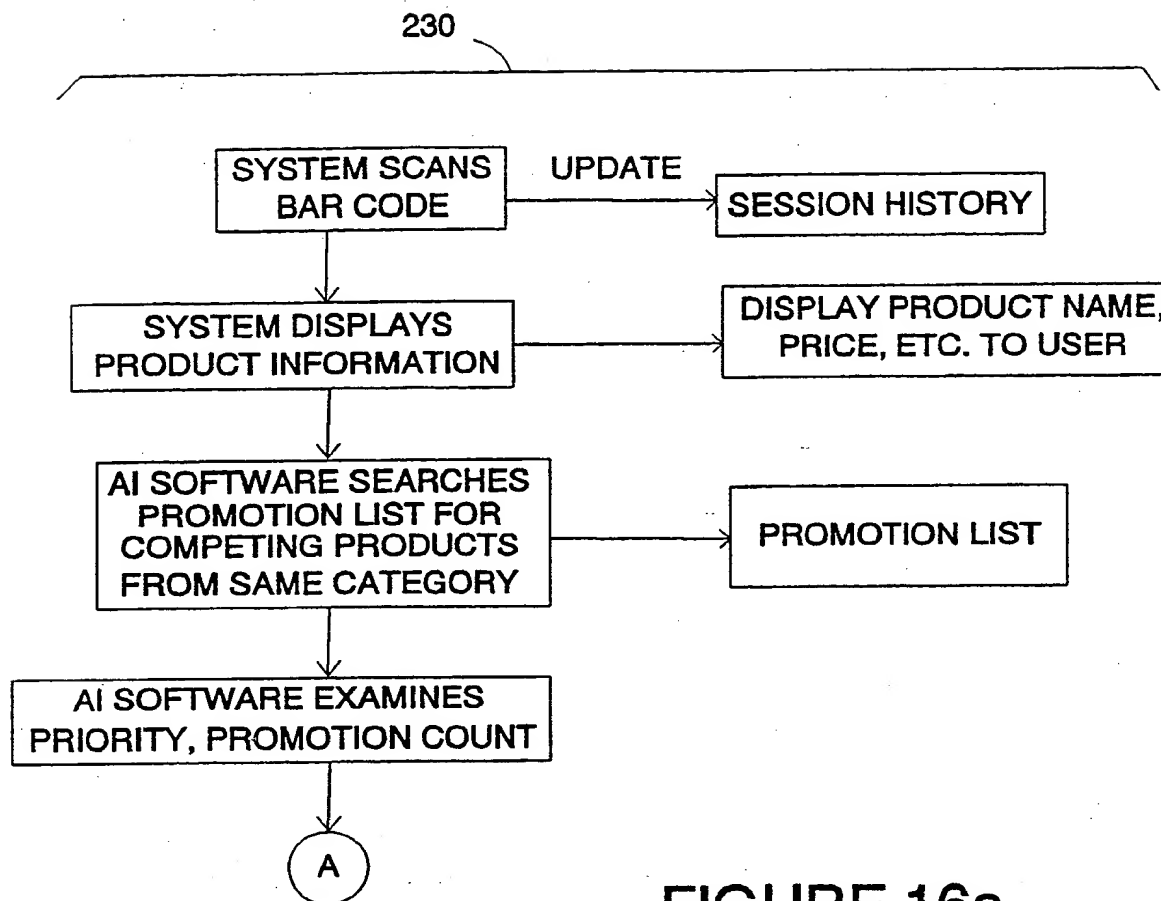 230
SYSTEM SCANS
BAR CODE
UPDATE
SESSION HISTORY
SYSTEM DISPLAYS
PRODUCT INFORMATION
DISPLAY PRODUCT NAME,
PRICE, ETC. TO USER
AI SOFTWARE SEARCHES
PROMOTION LIST FOR
COMPETING PRODUCTS
FROM SAME CATEGORY
PROMOTION LIST
AI SOFTWARE EXAMINES
PRIORITY, PROMOTION COUNT
A
FIGURE 16a